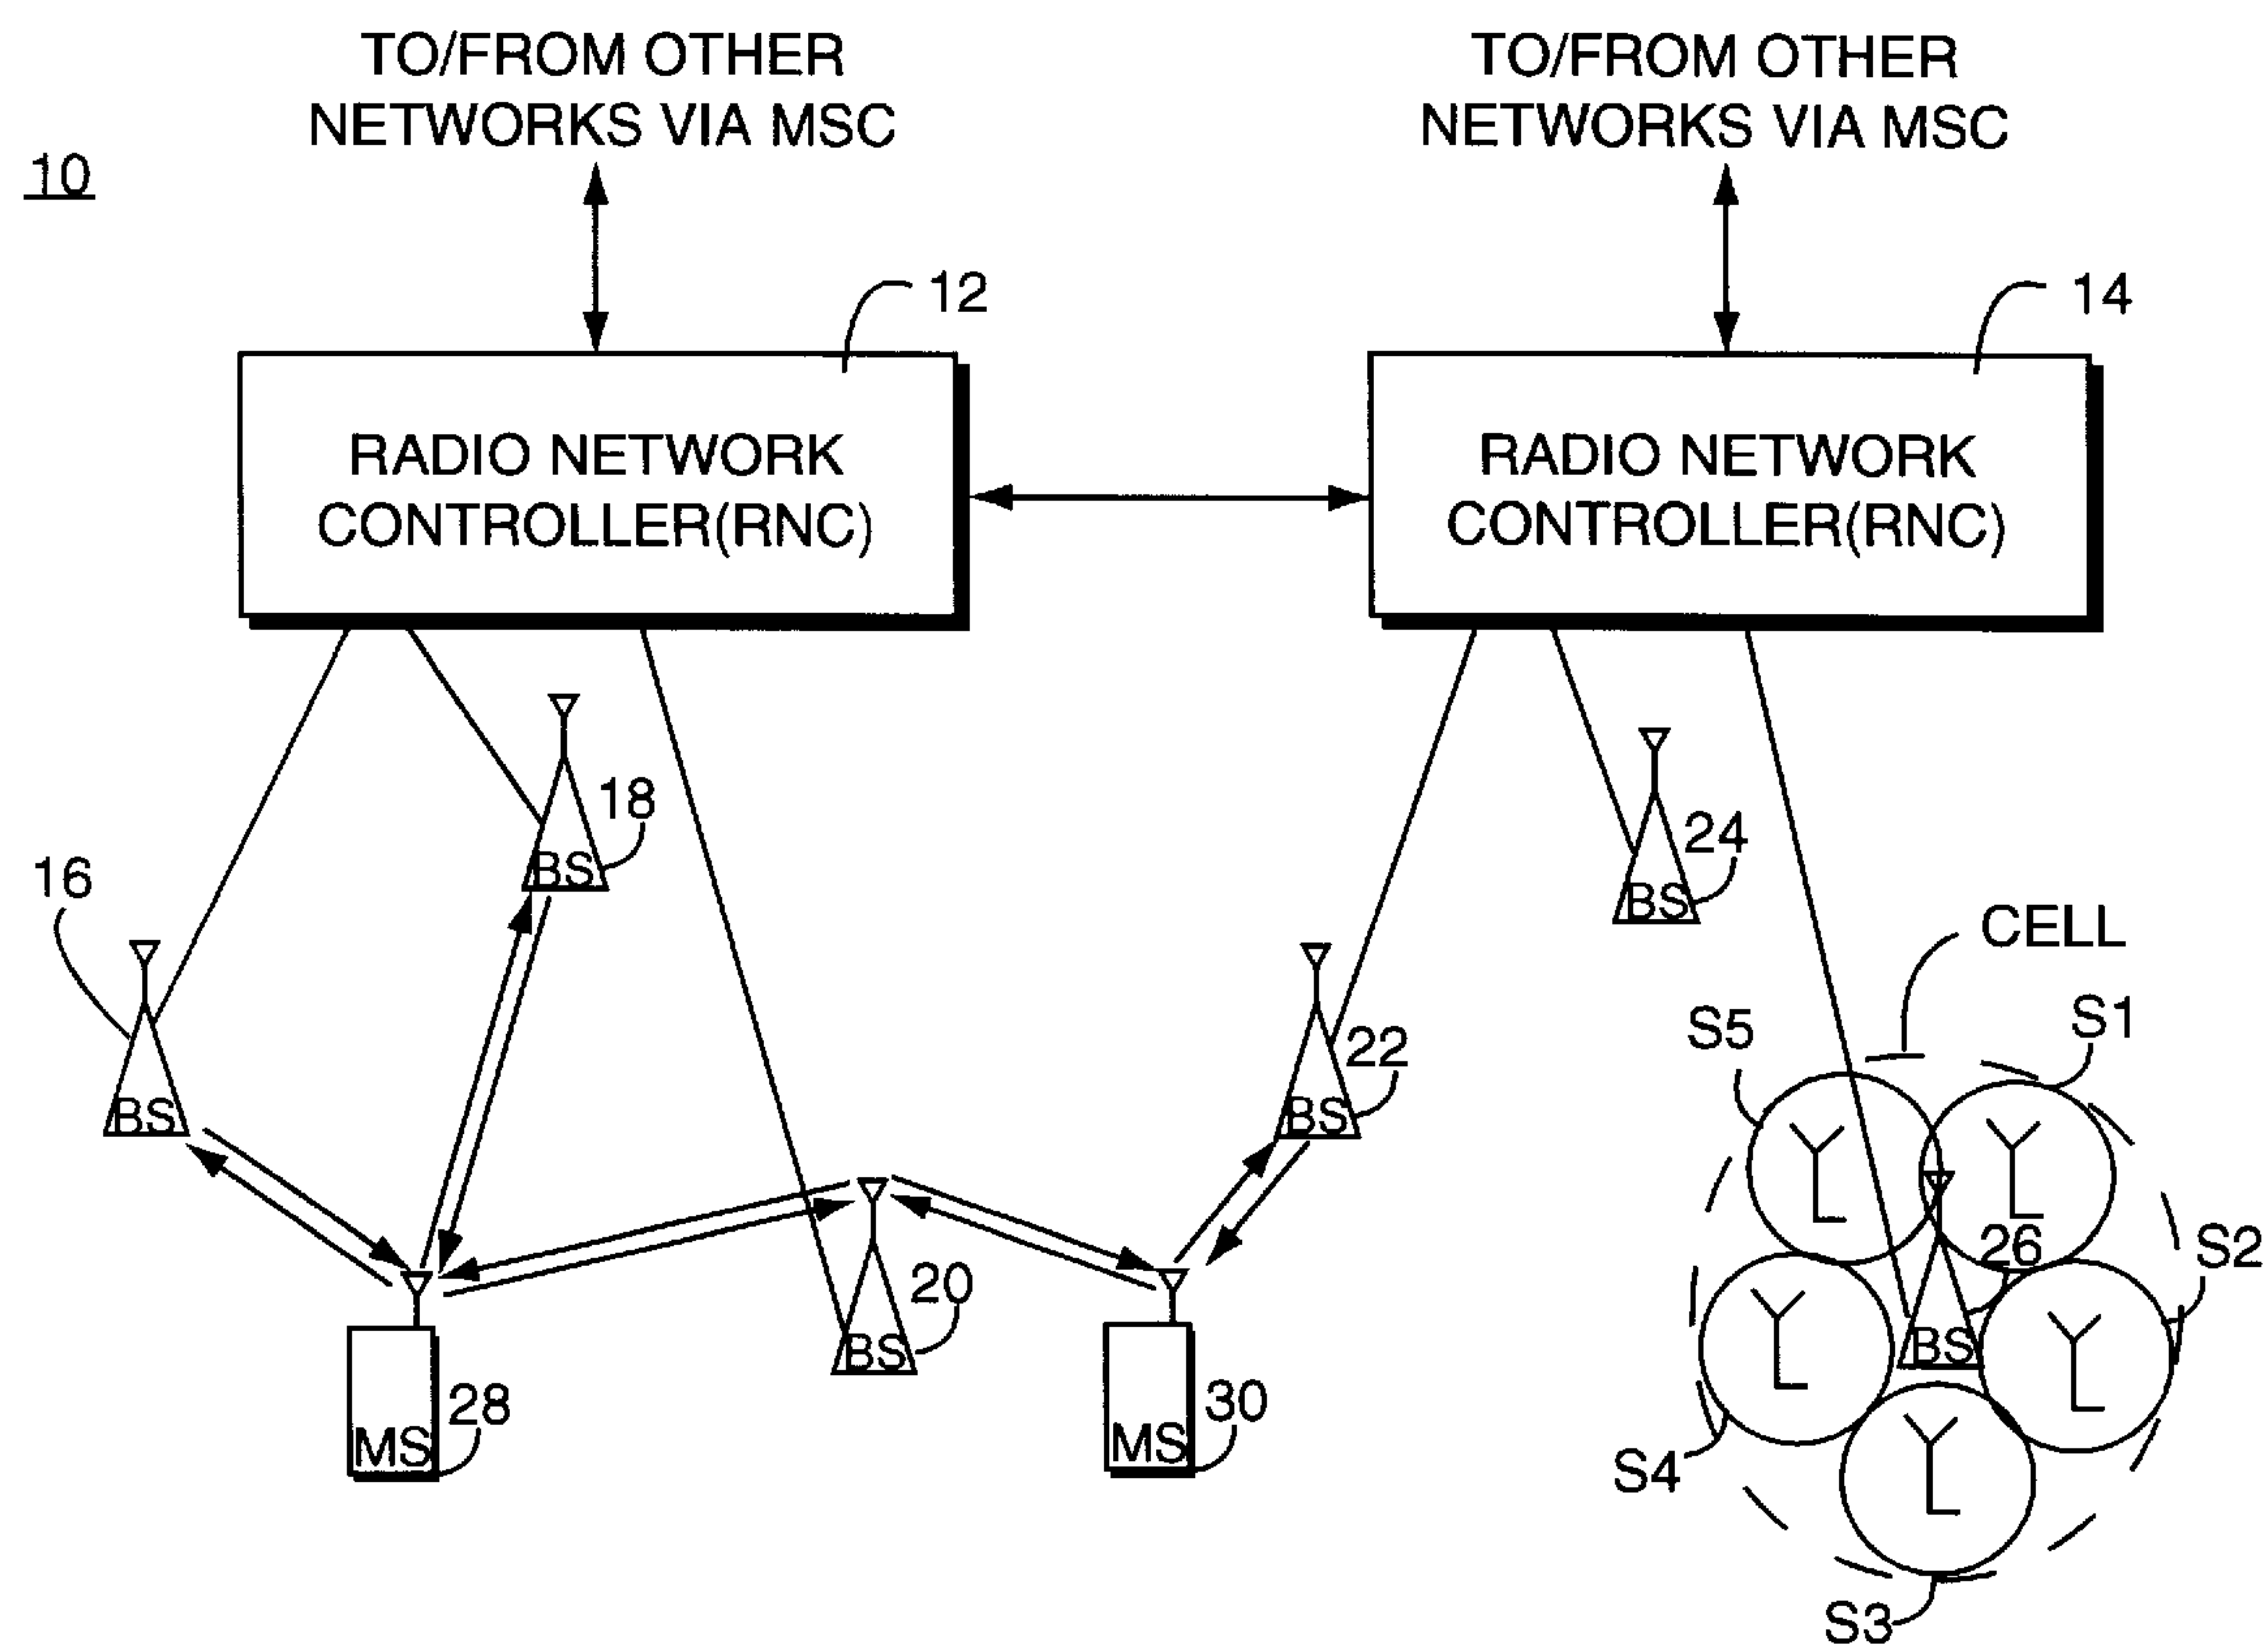 TO/FROM OTHER
NETWORKS VIA MSC
TO/FROM OTHER
NETWORKS VIA MSC
10
12
14
RADIO NETWORK
CONTROLLER(RNC)
RADIO NETWORK
CONTROLLER(RNC)
18
BS
24
BS
16
BS
CELL
S1
S5
22
BS
S2
26
BS
20
BS
28
MS
30
MS
S4
S3